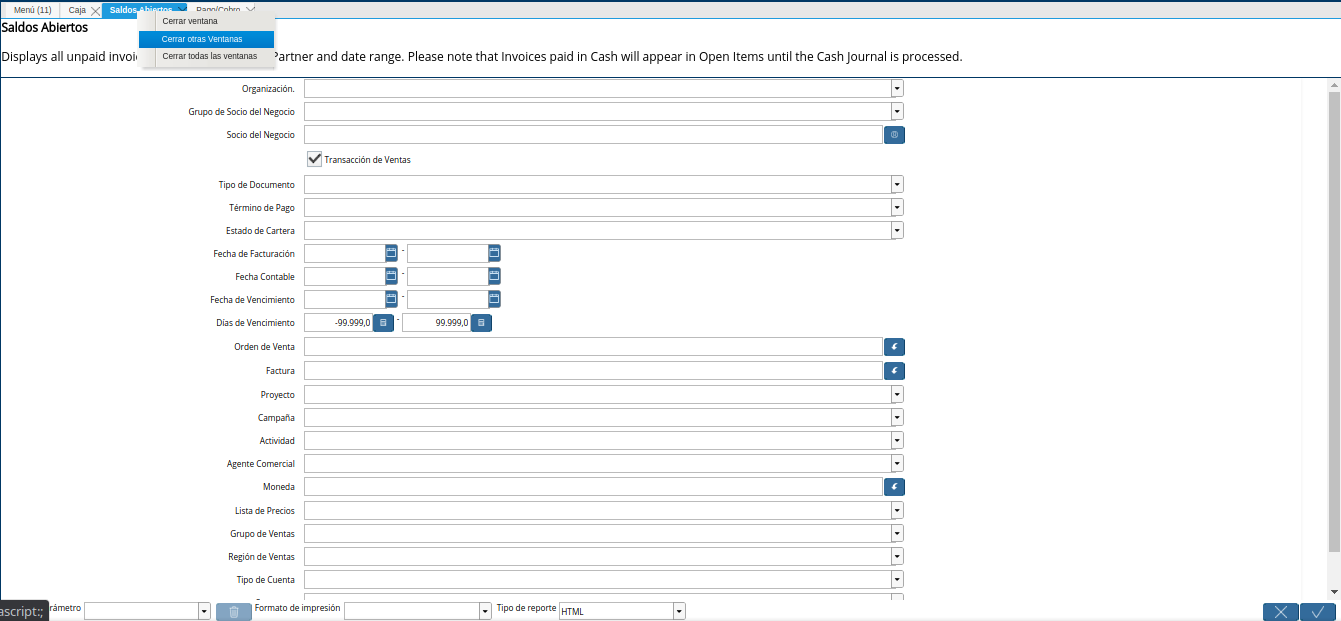 Menú (11) Caja Saldos Abiertos Pago/Cobro
Cerrar ventana
Saldos Abiertos
Cerrar otras Ventanas
Displays all unpaid Partner and date range. Please note that Invoices paid in Cash will appear in Open Items until the Cash Journal is processed.
Cerrar todas las ventanas
Organización.
Grupo de Socio del Negocio
Socio del Negocio
Transacción de Ventas
Tipo de Documento
Término de Pago
Estado de Cartera
Fecha de Facturación -
Fecha Contable -
Fecha de Vencimiento -
Días de Vencimiento -99.999,0 - 99.999,0
Orden de Venta
Factura
Proyecto
Campaña
Actividad
Agente Comercial
Moneda
Lista de Precios
Grupo de Ventas
Región de Ventas
Tipo de Cuenta
ascript:; rámetro Formato de impresión Tipo de reporte HTML